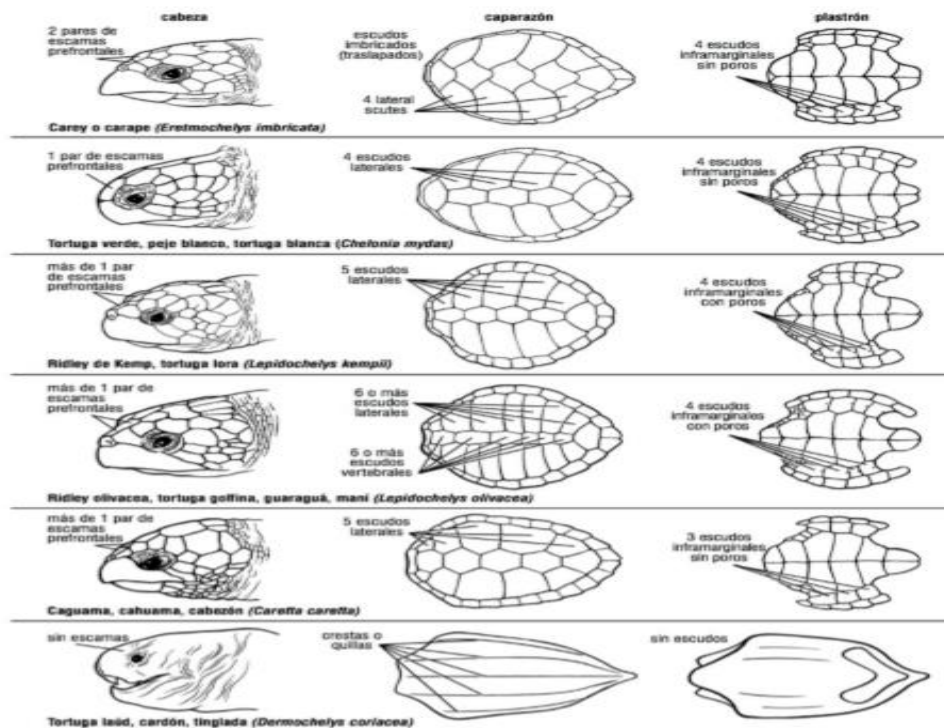 cabeza
caparazón
plastrón
2 pares de
escamas
prefrontales
escudos
imbricados
(traslapados)
4 lateral
scutes
4 escudos
inframarginales
sin poros
Carey o carape (Eretmochelys imbricata)
1 par de escamas
prefrontales
4 escudos
laterales
4 escudos
inframarginales
sin poros
Tortuga verde, peje blanco, tortuga blanca (Chelonia mydas)
más de 1 par
de escamas
prefrontales
5 escudos
laterales
4 escudos
inframarginales
con poros
Ridley de Kemp, tortuga lora (Lepidochelys kempii)
más de 1 par de
escamas
prefrontales
6 o más
escudos
laterales
6 o más
escudos
vertebrales
4 escudos
inframarginales
con poros
Ridley olivacea, tortuga golfina, guaraguá, maní (Lepidochelys olivacea)
más de 1 par de
escamas
prefrontales
5 escudos
laterales
3 escudos
inframarginales
sin poros
Caguama, cahuama, cabezón (Caretta caretta)
sin escamas
crestas o
quillas
sin escudos
Tortuga laúd, cardón, tinglada (Dermochelys coriacea)